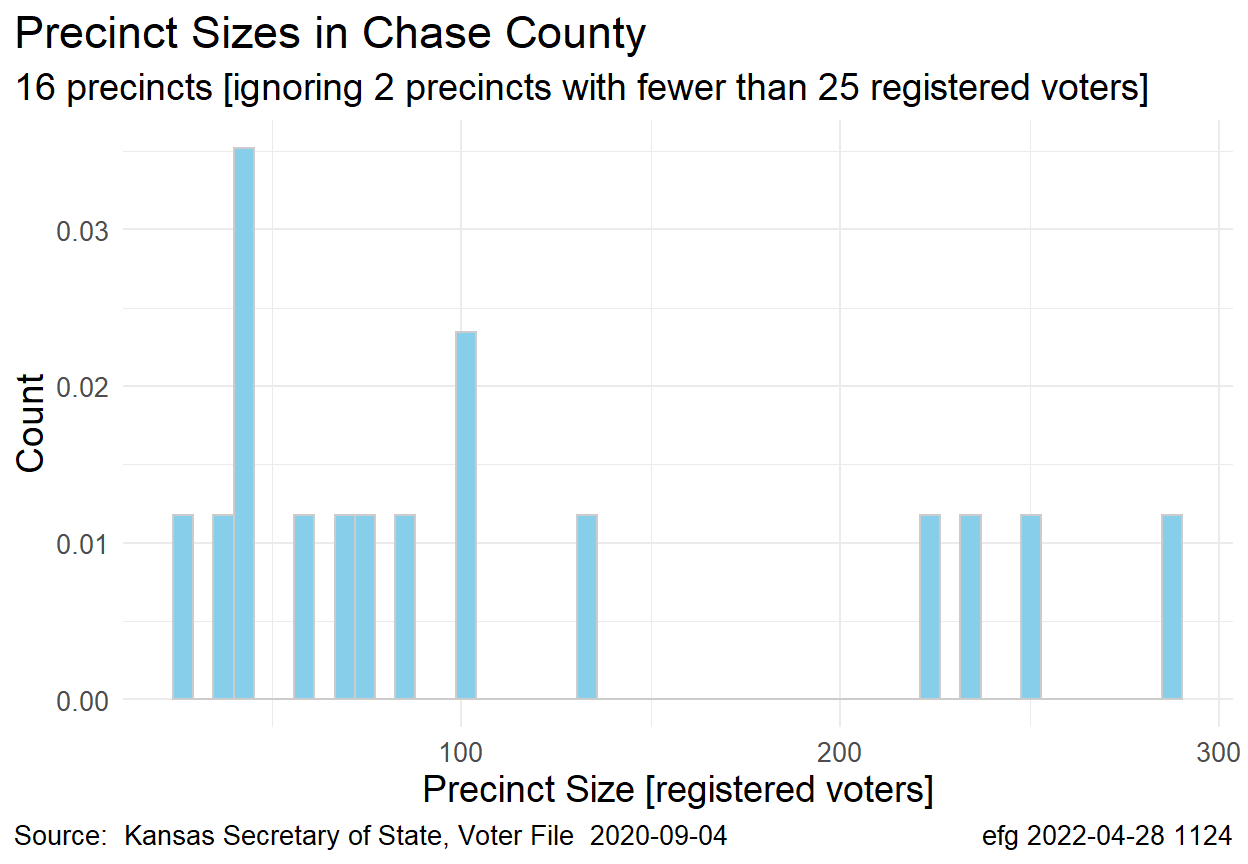 Precinct Sizes in Chase County
16 precincts [ignoring 2 precincts with fewer than 25 registered voters]
Count
0.03
0.02
0.01
0.00
100 200 300
Precinct Size [registered voters]
Source:  Kansas Secretary of State, Voter File  2020-09-04
efg 2022-04-28 1124